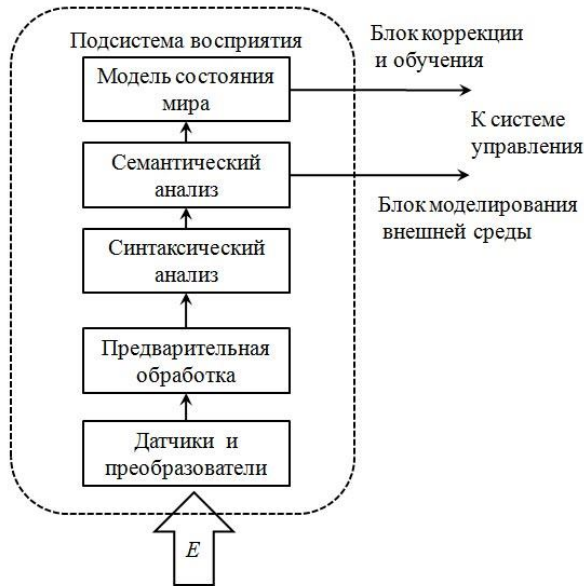 Подсистема восприятия
Модель состояния
мира
Семантический
анализ
Синтаксический
анализ
Предварительная
обработка
Датчики и
преобразователи
E
Блок коррекции
и обучения
К системе
управления
Блок моделирования
внешней среды